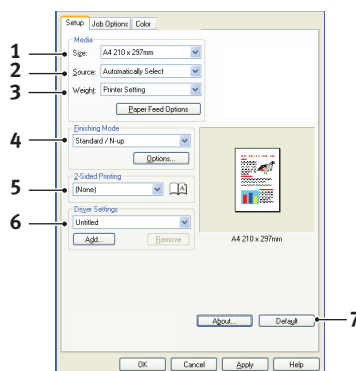 Setup Job Options Color
Media
1 Size: A4 210 x 297mm
2 Source: Automatically Select
3 Weight: Printer Setting
Paper Feed Options
Finishing Mode
4 Standard / N-up
Options...
2-Sided Printing
5 (None) A
Driver Settings
6 Untitled
Add... Remove
A4 210 x 297mm
About... Default 7
OK Cancel Apply Help